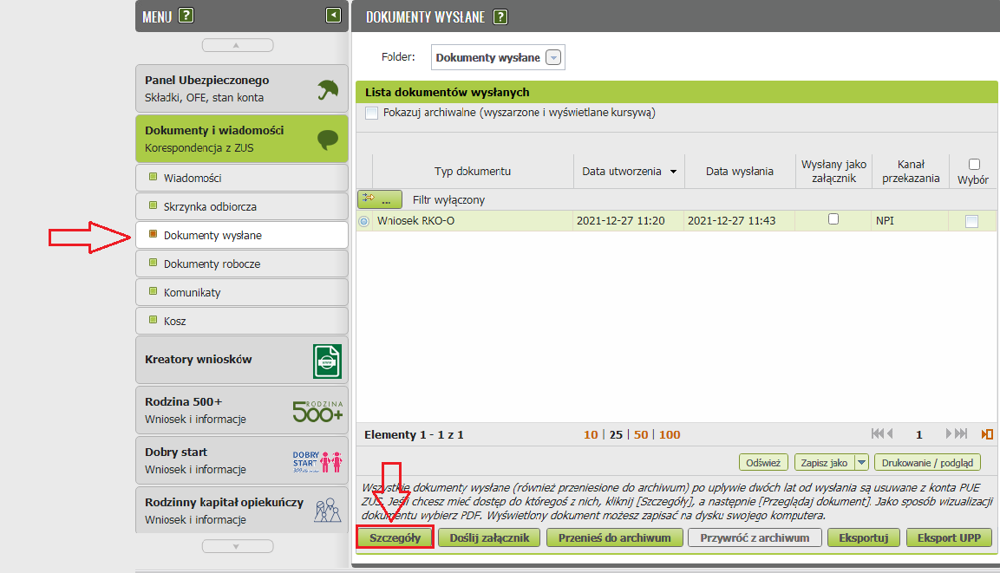 MENU ?
DOKUMENTY WYSŁANE ?
Folder: Dokumenty wysłane
Panel Ubezpieczonego
Składki, OFE, stan konta
Dokumenty i wiadomości
Korespondencja z ZUS
Wiadomości
Skrzynka odbiorcza
Dokumenty wysłane
Dokumenty robocze
Komunikaty
Kosz
Kreatory wniosków
Rodzina 500+
Wniosek i informacje
RODZINA
500+
Dobry start
Wniosek i informacje
DOBRY
START
Rodzinny kapitał opiekuńczy
Wniosek i informacje
Lista dokumentów wysłanych
Pokazuj archiwalne (wyszarzone i wyświetlane kursywą)
Typ dokumentu
Data utworzenia
Data wysłania
Wysłany jako
załącznik
Kanał
przekazania
Wybór
... Filtr wyłączony
Wniosek RKO-O 2021-12-27 11:20 2021-12-27 11:43 NPI
Elementy 1 - 1 z 1 10 | 25 | 50 | 100 1
Odśwież Zapisz jako Drukowanie / podgląd
Wszystkie dokumenty wysłane (również przeniesione do archiwum) po upływie dwóch lat od wysłania są usuwane z konta PUE
ZUS. Jeśli chcesz mieć dostęp do któregoś z nich, kliknij [Szczegóły], a następnie [Przeglądaj dokument]. Jako sposób wizualizacji
dokumentu wybierz PDF. Wyświetlony dokument możesz zapisać na dysku swojego komputera.
Szczegóły Doślij załącznik Przenieś do archiwum Przywróć z archiwum Eksportuj Eksport UPP